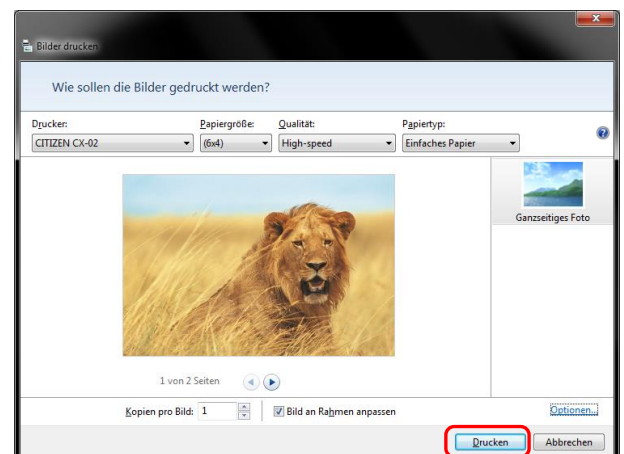 Bilder drucken
Wie sollen die Bilder gedruckt werden?
Drucker: Papiergröße: Qualität: Papiertyp:
CITIZEN CX-02 (6x4) High-speed Einfaches Papier
Ganzseitiges Foto
1 von 2 Seiten
Kopien pro Bild: 1 Bild an Rahmen anpassen Optionen...
Drucken Abbrechen